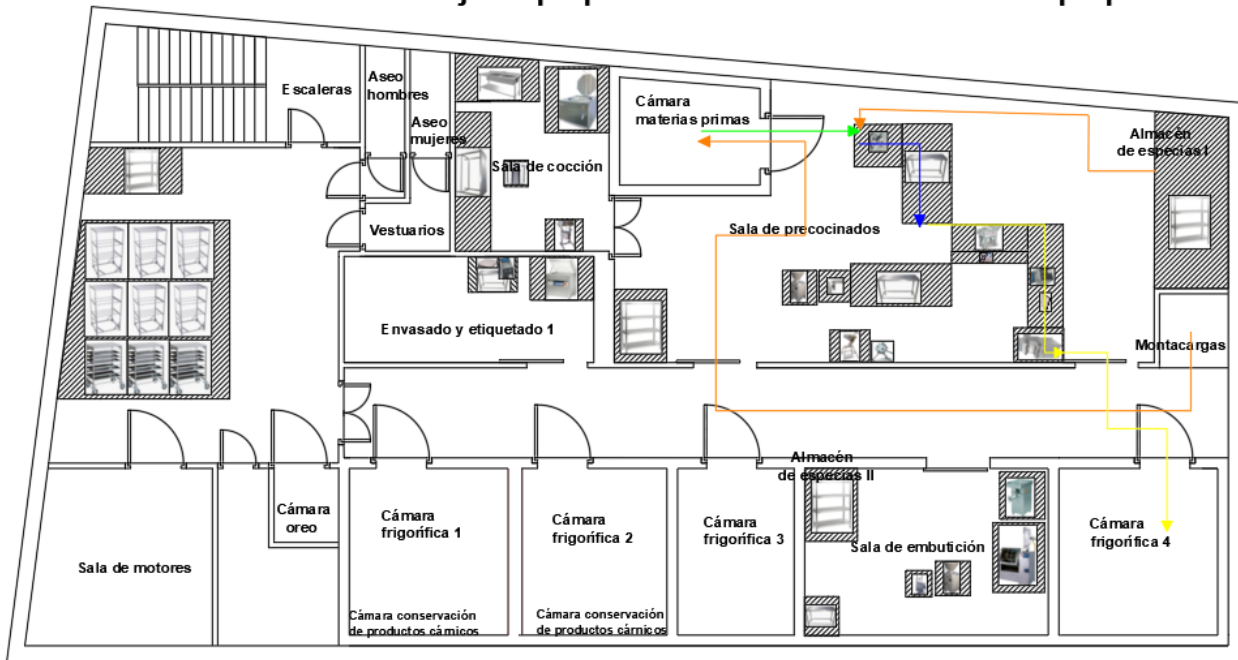 Escaleras
Aseo
hombres
Aseo
mujeres
Cámara
materias primas
Almacén
de especias I
Sala de cocción
Vestuarios
Sala de precocinados
Envasado y etiquetado 1
Montacargas
Almacén
de especias II
Cámara
oreo
Cámara
frigorífica 1
Cámara
frigorífica 2
Cámara
frigorífica 3
Sala de embutición
Cámara
frigorífica 4
Sala de motores
Cámara conservación
de productos cárnicos
Cámara conservación
de productos cárnicos